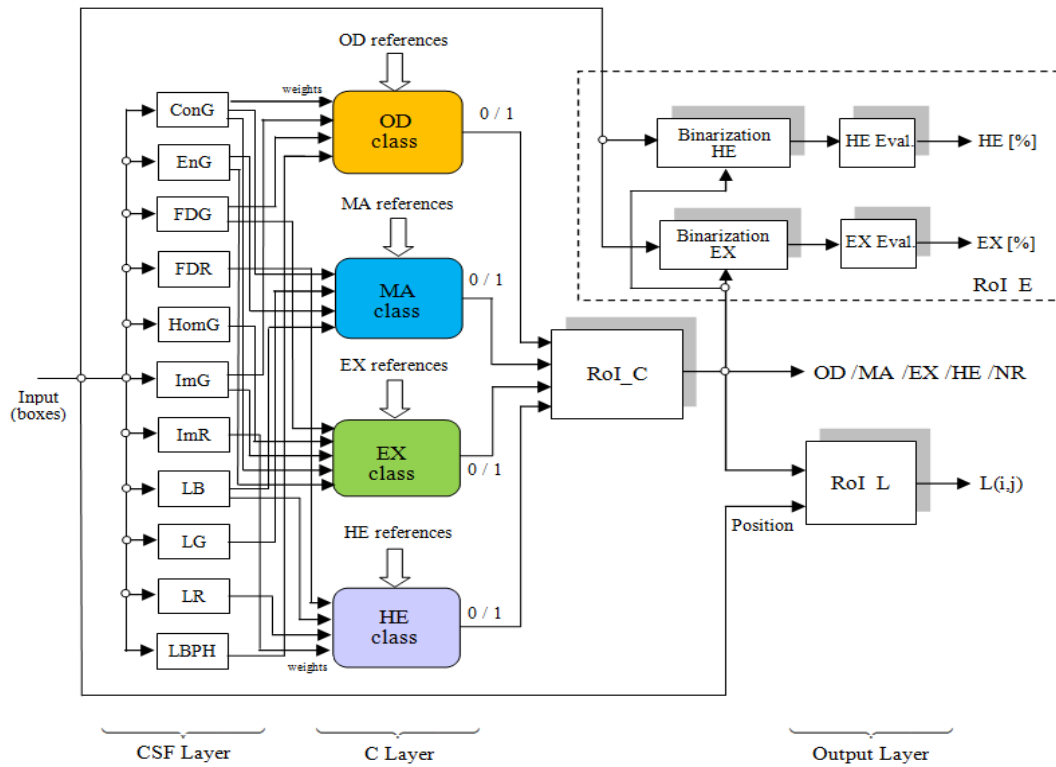 OD references
weights
ConG
EnG
FDG
FDR
HomG
ImG
ImR
LB
LG
LR
LBPH
Input
(boxes)
OD
class
0 / 1
MA references
MA
class
0 / 1
EX references
EX
class
0 / 1
HE references
HE
class
0 / 1
weights
RoI_C
Binarization
HE
HE Eval.
HE [%]
Binarization
EX
EX Eval.
EX [%]
RoI_E
OD /MA /EX /HE /NR
RoI_L
L(i,j)
Position
CSF Layer
C Layer
Output Layer